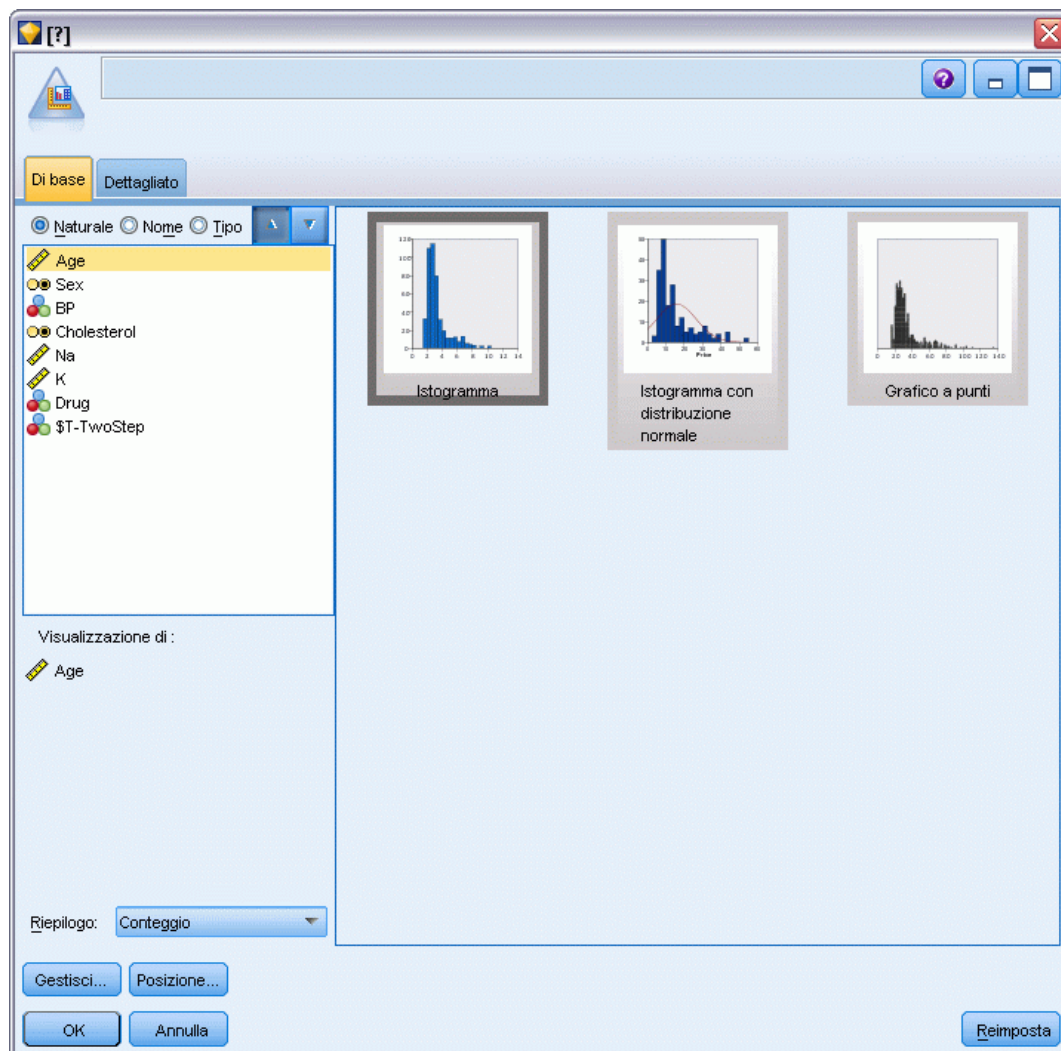 [?]
Di base
Dettagliato
Naturale
Nome
Tipo
Age
Sex
BP
Cholesterol
Na
K
Drug
$T-TwoStep
Istogramma
Price
Istogramma con
distribuzione
normale
Grafico a punti
Visualizzazione di :
Age
Riepilogo:
Conteggio
Gestisci...
Posizione...
OK
Annulla
Reimposta